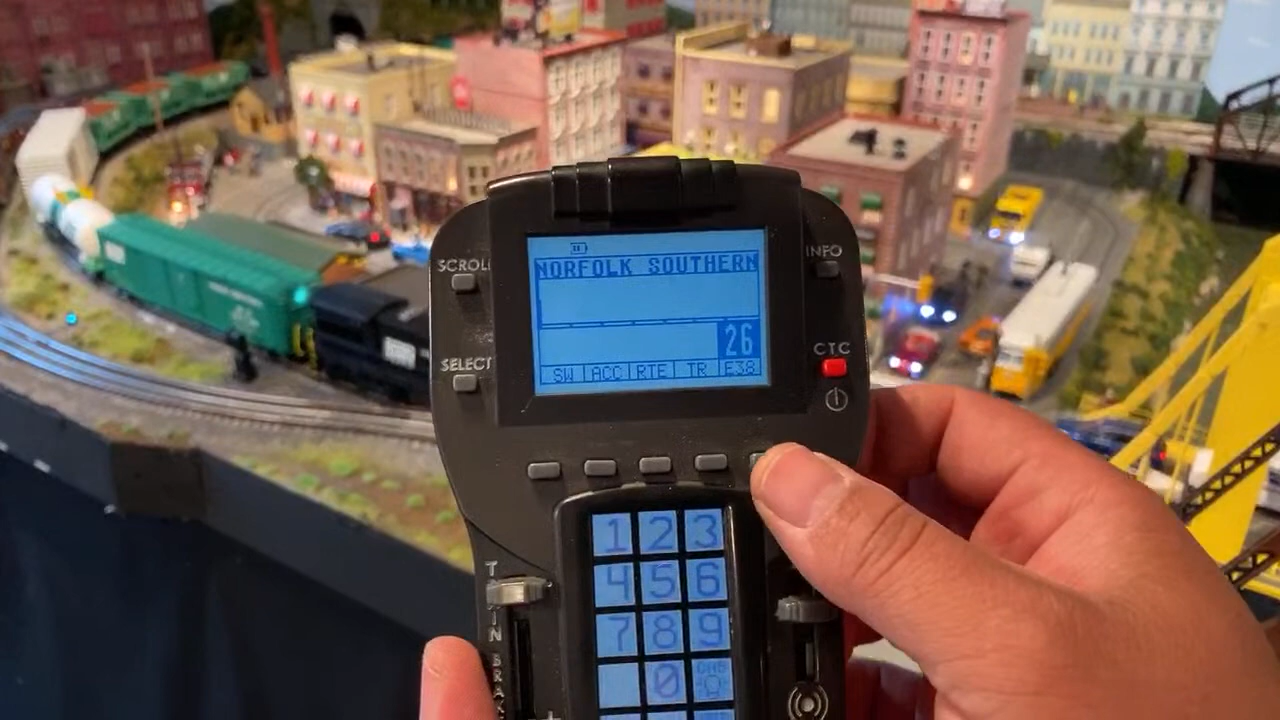 SCROLL
INFO
NORFOLK SOUTHERN
26
CTC
SELECT
SW ACC RTE TR E38
1 2 3
4 5 6
7 8 9
0